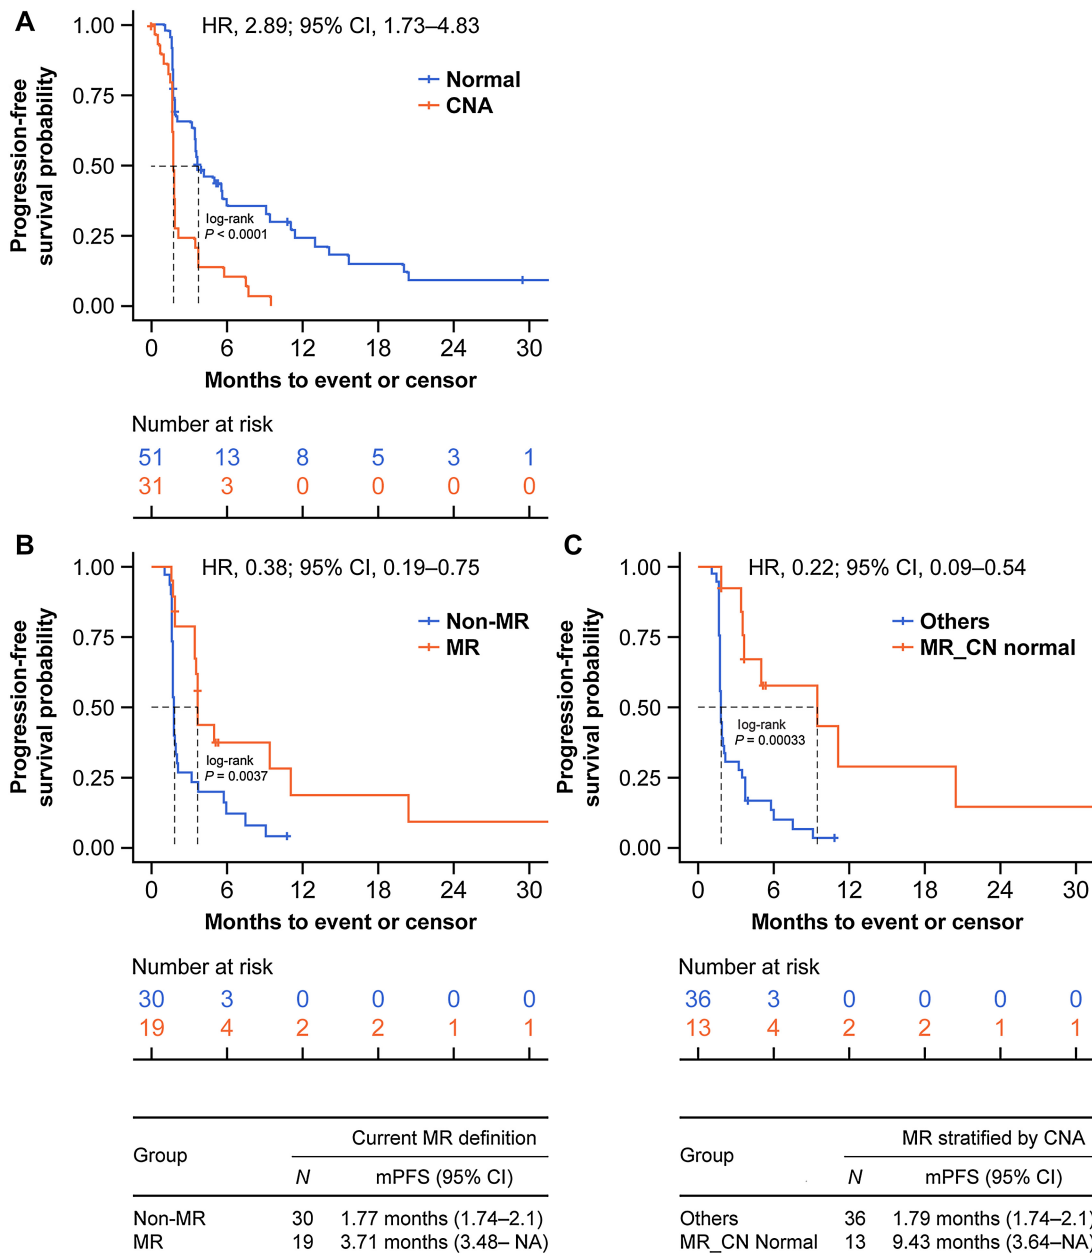 A
HR, 2.89; 95% CI, 1.73–4.83
Progression-free
survival probability
1.00
0.75
0.50
0.25
0.00
Normal
CNA
log-rank
P < 0.0001
0 6 12 18 24 30
Months to event or censor
Number at risk
51 13 8 5 3 1
31 3 0 0 0 0
B
HR, 0.38; 95% CI, 0.19–0.75
Progression-free
survival probability
1.00
0.75
0.50
0.25
0.00
Non-MR
MR
log-rank
P = 0.0037
0 6 12 18 24 30
Months to event or censor
Number at risk
30 3 0 0 0 0
19 4 2 2 1 1
Group
Current MR definition
N mPFS (95% CI)
Non-MR 30 1.77 months (1.74–2.1)
MR 19 3.71 months (3.48– NA)
C
HR, 0.22; 95% CI, 0.09–0.54
Progression-free
survival probability
1.00
0.75
0.50
0.25
0.00
Others
MR_CN normal
log-rank
P = 0.00033
0 6 12 18 24 30
Months to event or censor
Number at risk
36 3 0 0 0 0
13 4 2 2 1 1
Group
MR stratified by CNA
N mPFS (95% CI)
Others 36 1.79 months (1.74–2.1)
MR_CN Normal 13 9.43 months (3.64–NA)